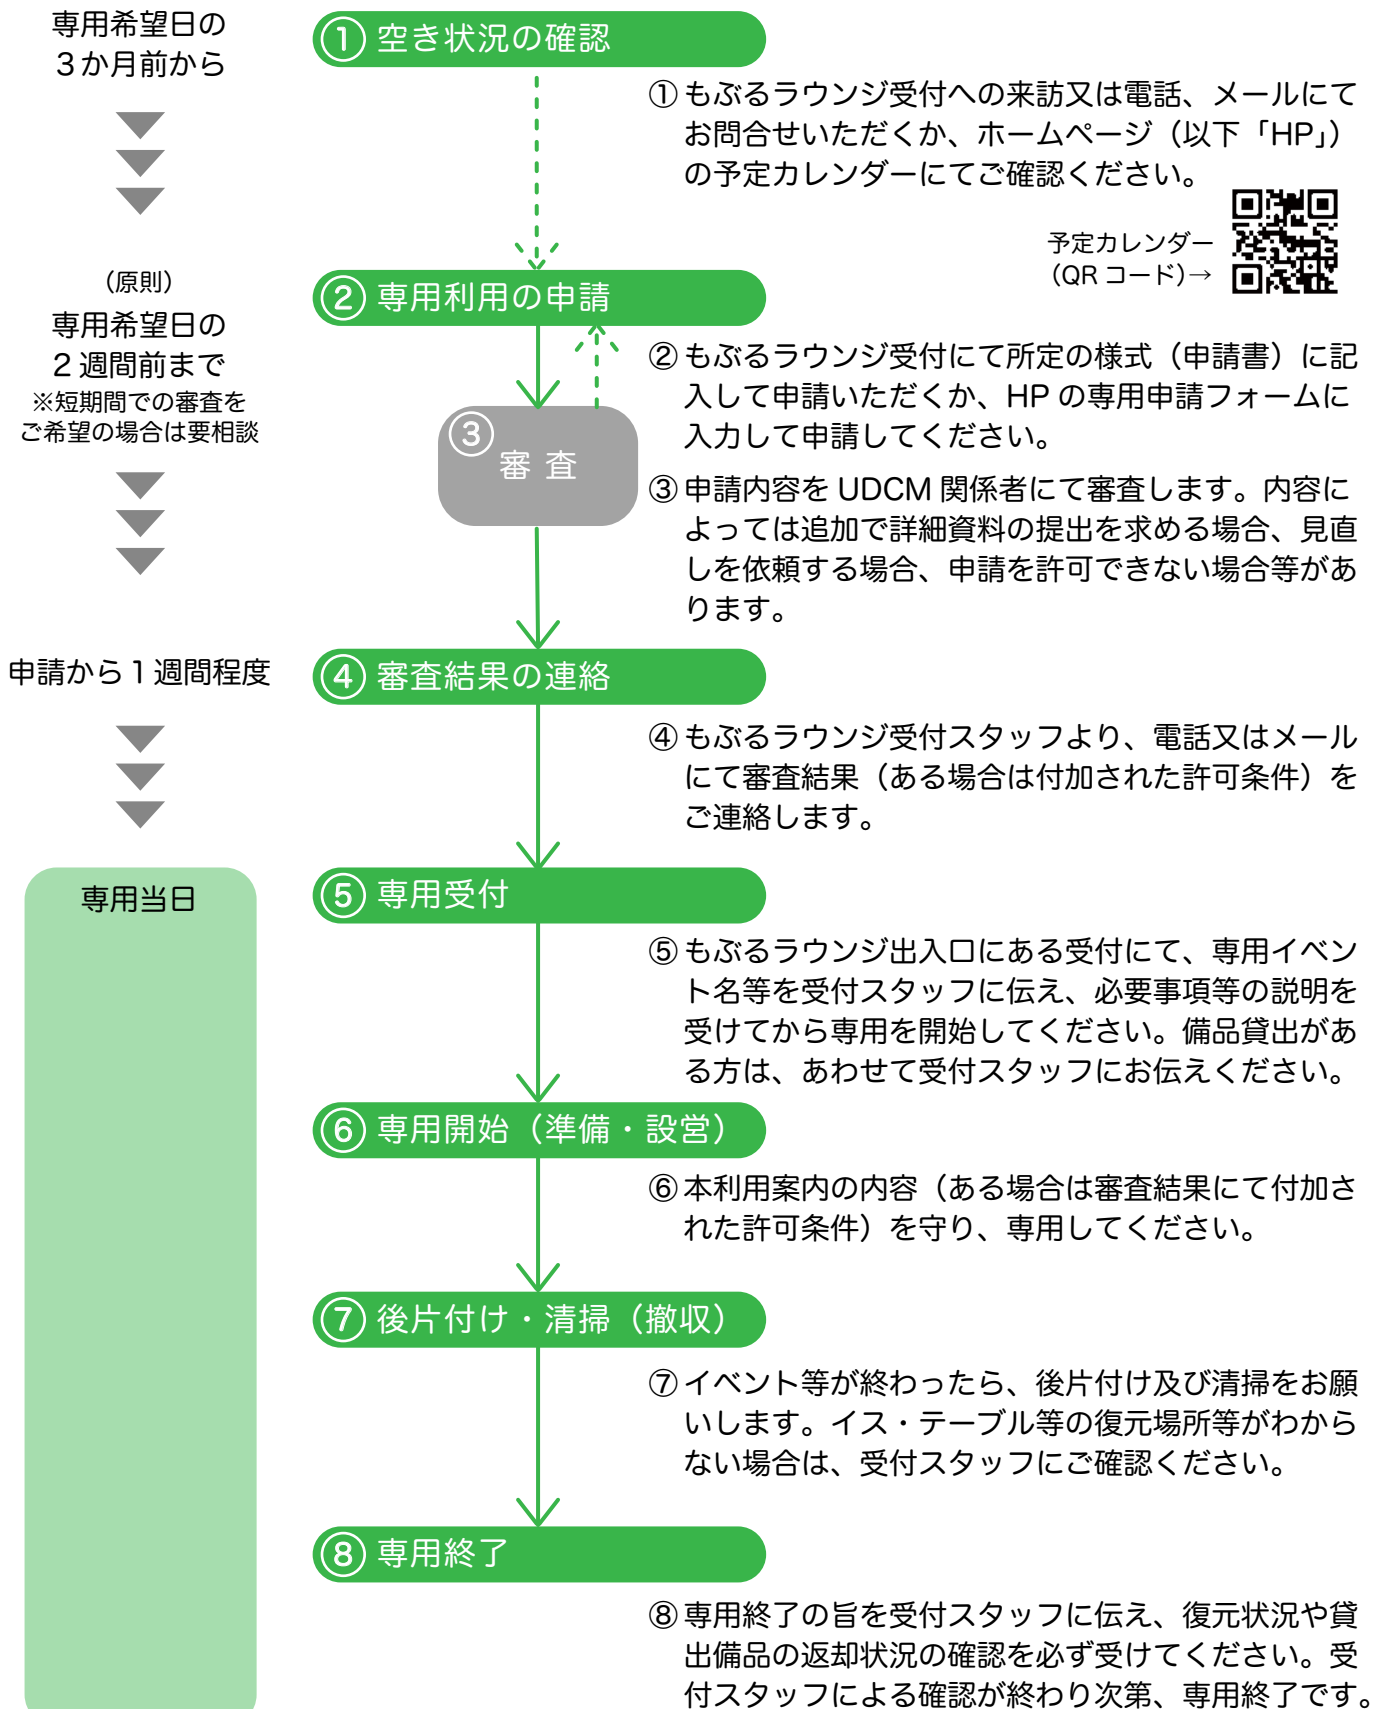 専用希望日の
３か月前から
① 空き状況の確認
① もぶるラウンジ受付への来訪又は電話、メールにて
お問合せいただくか、ホームページ（以下「HP」）
の予定カレンダーにてご確認ください。
予定カレンダー
（QR コード）→
（原則）
専用希望日の
２週間前まで
※短期間での審査を
ご希望の場合は要相談
② 専用利用の申請
② もぶるラウンジ受付にて所定の様式（申請書）に記
入して申請いただくか、HP の専用申請フォームに
入力して申請してください。
③
審 査
③ 申請内容を UDCM 関係者にて審査します。内容に
よっては追加で詳細資料の提出を求める場合、見直
しを依頼する場合、申請を許可できない場合等があ
ります。
申請から１週間程度
④ 審査結果の連絡
④ もぶるラウンジ受付スタッフより、電話又はメール
にて審査結果（ある場合は付加された許可条件）を
ご連絡します。
専用当日
⑤ 専用受付
⑤ もぶるラウンジ出入口にある受付にて、専用イベン
ト名等を受付スタッフに伝え、必要事項等の説明を
受けてから専用を開始してください。備品貸出があ
る方は、あわせて受付スタッフにお伝えください。
⑥ 専用開始（準備・設営）
⑥ 本利用案内の内容（ある場合は審査結果にて付加さ
れた許可条件）を守り、専用してください。
⑦ 後片付け・清掃（撤収）
⑦ イベント等が終わったら、後片付け及び清掃をお願
いします。イス・テーブル等の復元場所等がわから
ない場合は、受付スタッフにご確認ください。
⑧ 専用終了
⑧ 専用終了の旨を受付スタッフに伝え、復元状況や貸
出備品の返却状況の確認を必ず受けてください。受
付スタッフによる確認が終わり次第、専用終了です。